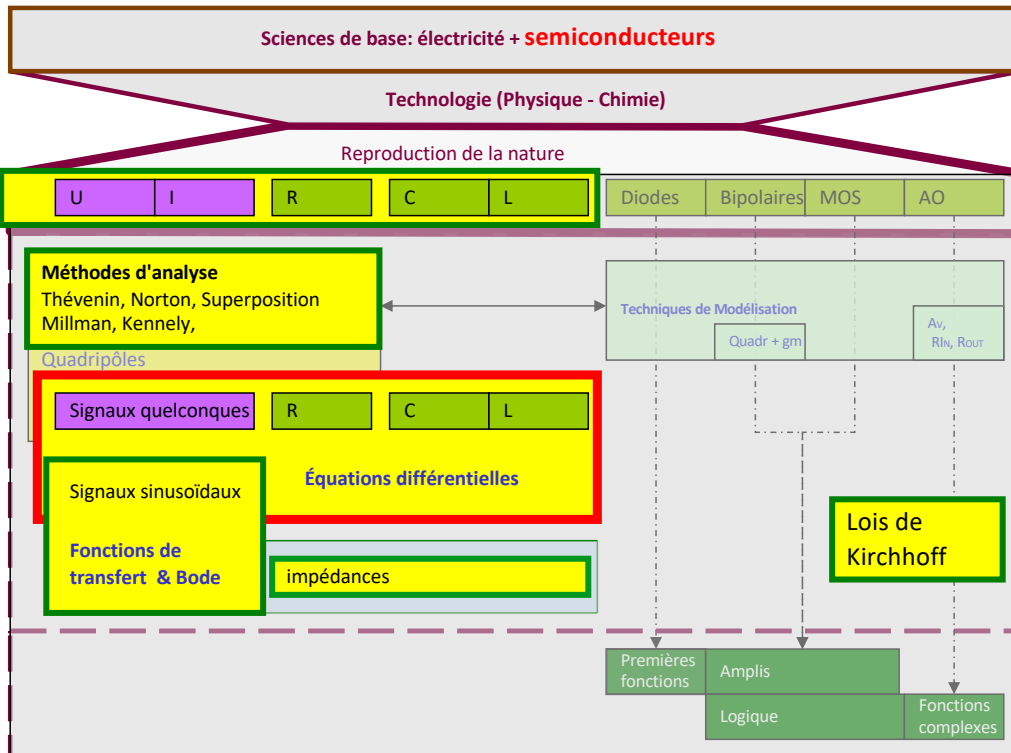 Sciences de base: électricité + semiconducteurs
Technologie (Physique - Chimie)
Reproduction de la nature
U I R C L Diodes Bipolaires MOS AO
Méthodes d'analyse
Thévenin, Norton, Superposition
Millman, Kennely,
Techniques de Modélisation
Quadr + gm
Av,
RIN, ROUT
Quadripôles
Signaux quelconques R C L
Équations différentielles
Signaux sinusoïdaux
Fonctions de
transfert & Bode
impédances
Lois de
Kirchhoff
Premières
fonctions
Amplis
Logique
Fonctions
complexes